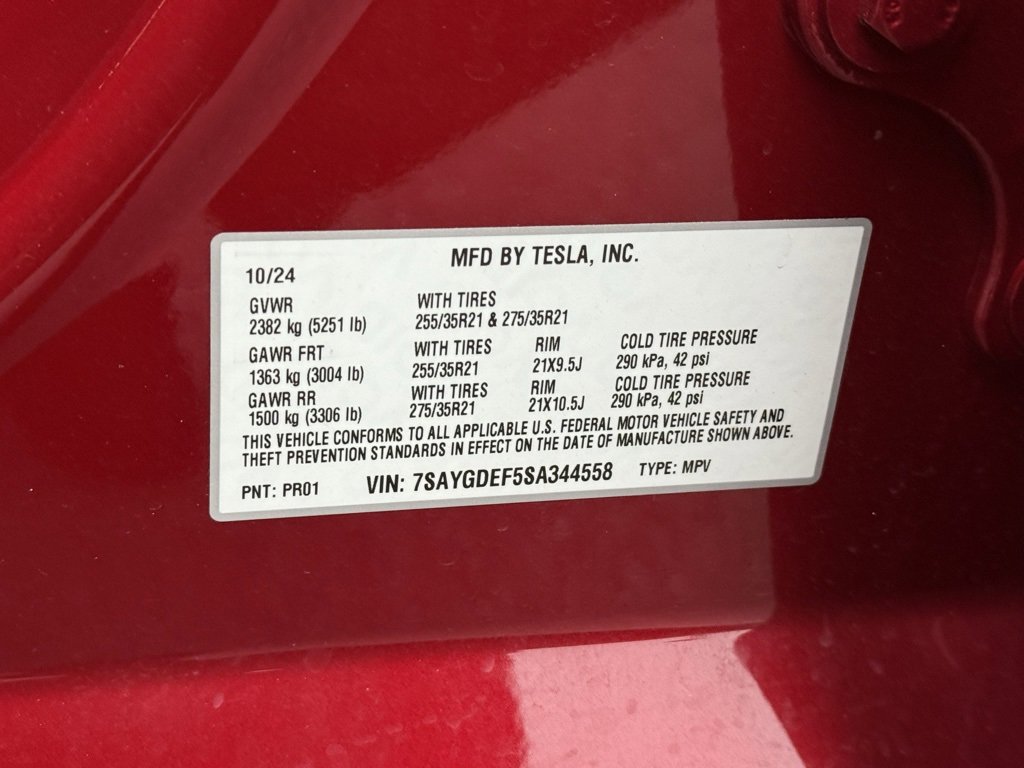 MFD BY TESLA, INC.
10/24
GVWR WITH TIRES
2382 kg (5251 lb) 255/35R21 & 275/35R21
GAWR FRT WITH TIRES RIM COLD TIRE PRESSURE
1363 kg (3004 lb) 255/35R21 21X9.5J 290 kPa, 42 psi
GAWR RR WITH TIRES RIM COLD TIRE PRESSURE
1500 kg (3306 lb) 275/35R21 21X10.5J 290 kPa, 42 psi
THIS VEHICLE CONFORMS TO ALL APPLICABLE U.S. FEDERAL MOTOR VEHICLE SAFETY AND
THEFT PREVENTION STANDARDS IN EFFECT ON THE DATE OF MANUFACTURE SHOWN ABOVE.
PNT: PR01 VIN: 7SAYGDEF5SA344558 TYPE: MPV